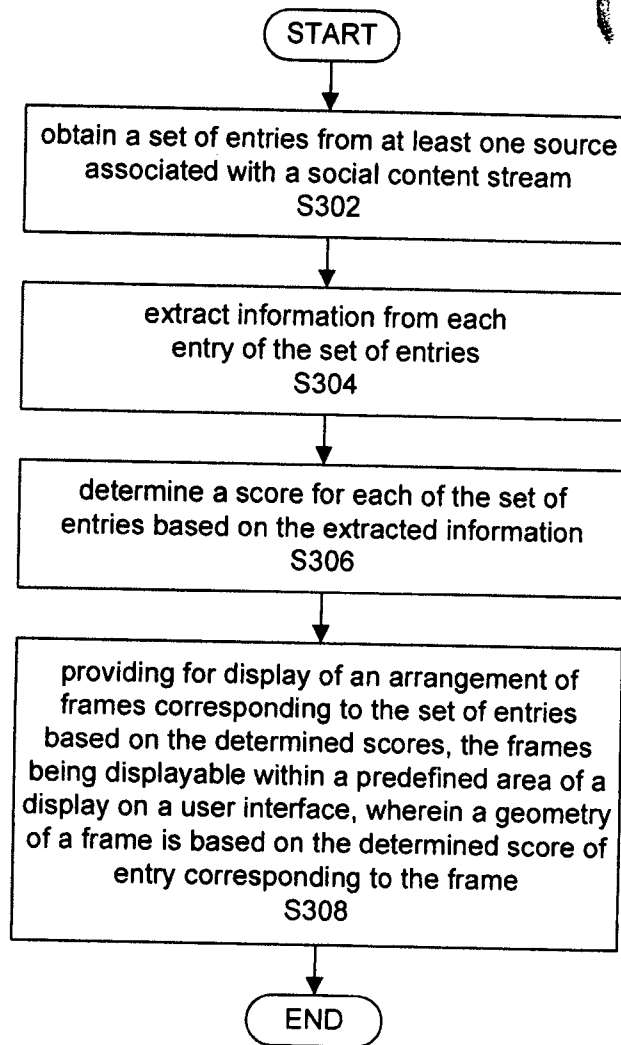 START
obtain a set of entries from at least one source
associated with a social content stream
S302
extract information from each
entry of the set of entries
S304
determine a score for each of the set of
entries based on the extracted information
S306
providing for display of an arrangement of
frames corresponding to the set of entries
based on the determined scores, the frames
being displayable within a predefined area of a
display on a user interface, wherein a geometry
of a frame is based on the determined score of
entry corresponding to the frame
S308
END